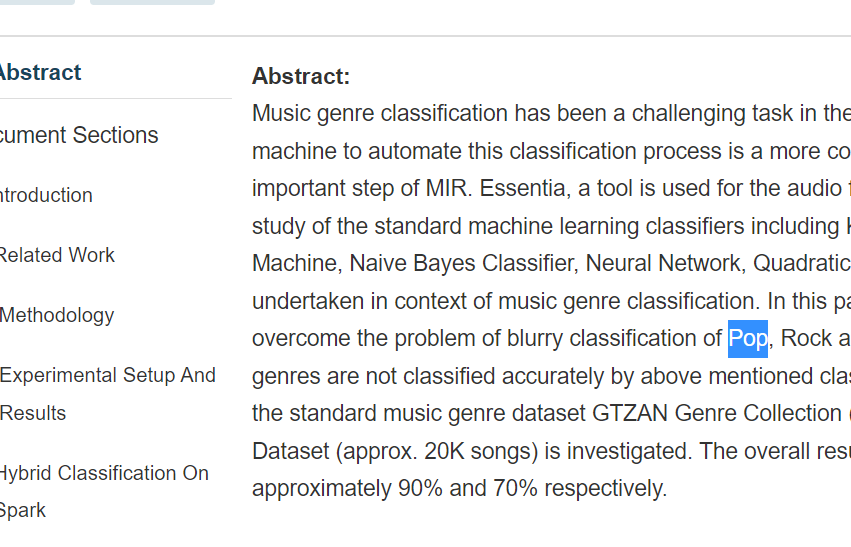 Abstract
cument Sections
ntroduction
Related Work
Methodology
Experimental Setup And
Results
Hybrid Classification On
Spark
Abstract:
Music genre classification has been a challenging task in the
machine to automate this classification process is a more co
important step of MIR. Essentia, a tool is used for the audio
study of the standard machine learning classifiers including
Machine, Naive Bayes Classifier, Neural Network, Quadratic
undertaken in context of music genre classification. In this pa
overcome the problem of blurry classification of Pop, Rock a
genres are not classified accurately by above mentioned clas
the standard music genre dataset GTZAN Genre Collection (
Dataset (approx. 20K songs) is investigated. The overall resu
approximately 90% and 70% respectively.